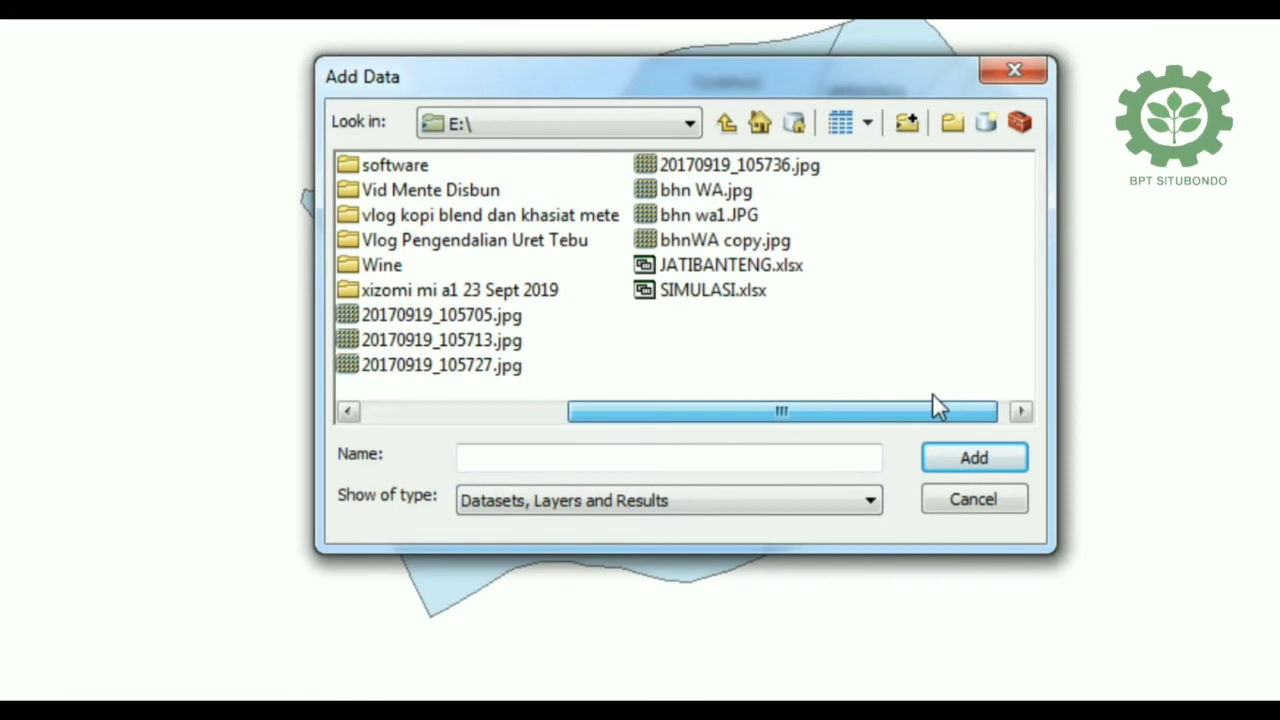 Add Data
BPT SITUBONDO
Look in:
E:\
software
Vid Mente Disbun
vlog kopi blend dan khasiat mete
Vlog Pengendalian Uret Tebu
Wine
xizomi mi a1 23 Sept 2019
20170919_105705.jpg
20170919_105713.jpg
20170919_105727.jpg
20170919_105736.jpg
bhn WA.jpg
bhn wa1.JPG
bhnWA copy.jpg
JATIBANTENG.xlsx
SIMULASI.xlsx
Name:
Add
Show of type:
Datasets, Layers and Results
Cancel